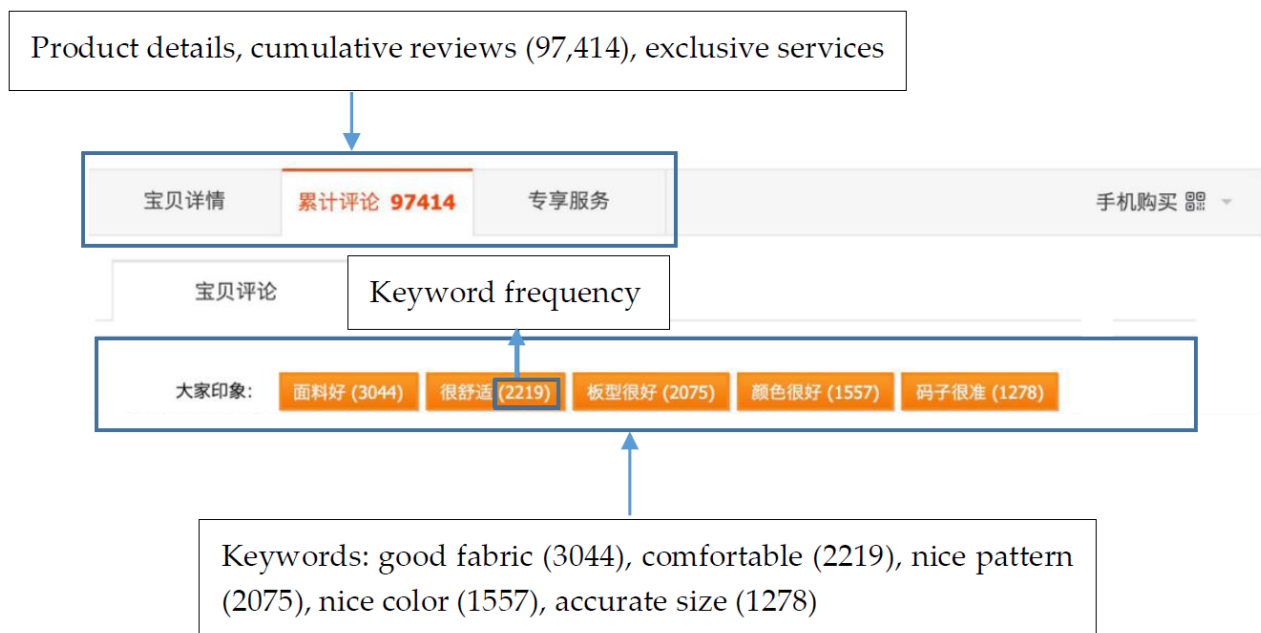 Product details, cumulative reviews (97,414), exclusive services
宝贝详情 累计评论 97414 专享服务 手机购买
宝贝评论 Keyword frequency
大家印象: 面料好 (3044) 很舒适 (2219) 板型很好 (2075) 颜色很好 (1557) 码子很准 (1278)
Keywords: good fabric (3044), comfortable (2219), nice pattern
(2075), nice color (1557), accurate size (1278)